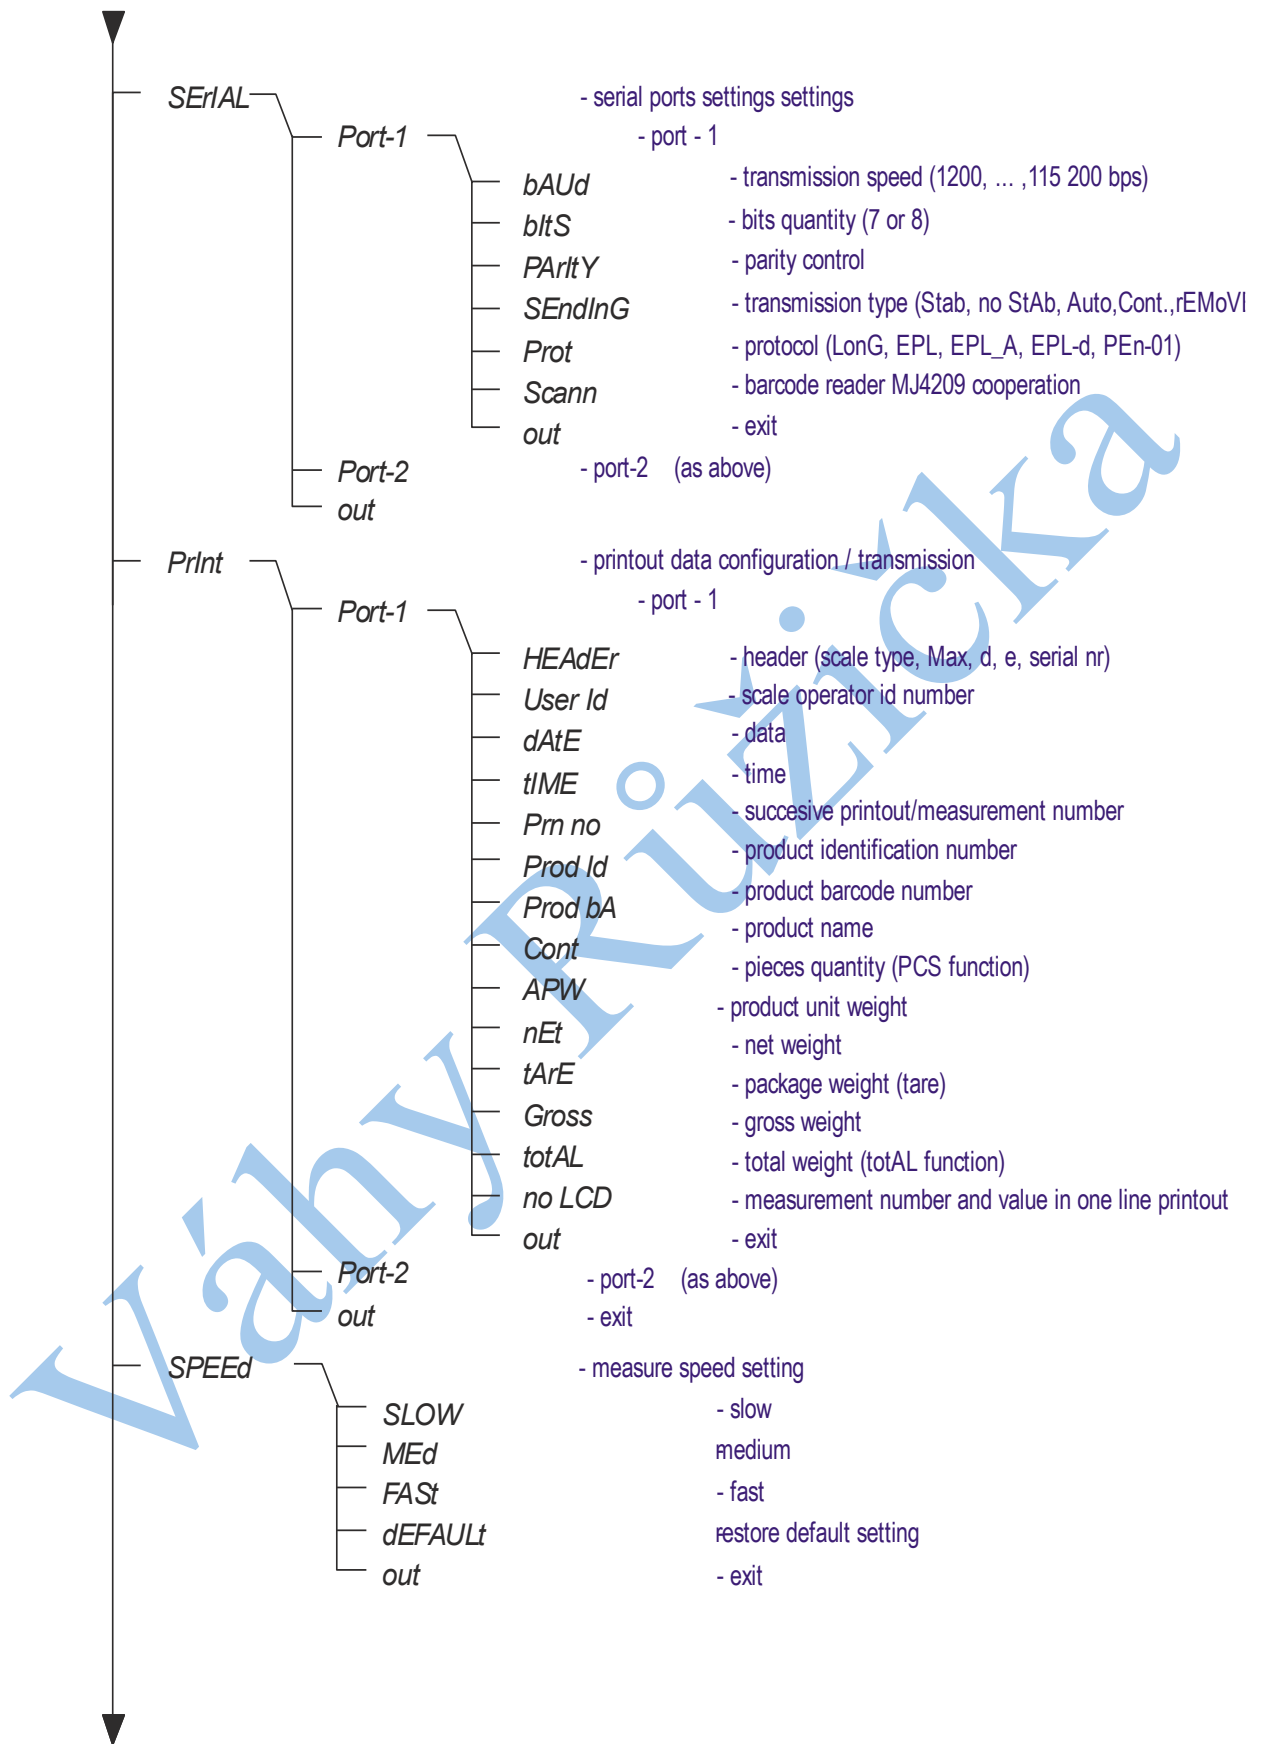 SErIAL - serial ports settings settings
Port-1 - port - 1
bAUd - transmission speed (1200, ... ,115 200 bps)
bItS - bits quantity (7 or 8)
PArItY - parity control
SEndInG - transmission type (Stab, no StAb, Auto,Cont.,rEMoVI
Prot - protocol (LonG, EPL, EPL_A, EPL-d, PEn-01)
Scann - barcode reader MJ4209 cooperation
out - exit
Port-2 - port-2 (as above)
out
PrInt - printout data configuration / transmission
Port-1 - port - 1
HEAdEr - header (scale type, Max, d, e, serial nr)
User Id - scale operator id number
dAtE - data
tIME - time
Prn no - succesive printout/measurement number
Prod Id - product identification number
Prod bA - product barcode number
Cont - product name
APW - pieces quantity (PCS function)
- product unit weight
nEt - net weight
tArE - package weight (tare)
Gross - gross weight
totAL - total weight (totAL function)
no LCD - measurement number and value in one line printout
out - exit
Port-2 - port-2 (as above)
out - exit
SPEEd - measure speed setting
SLOW - slow
MEd - medium
FASt - fast
dEFAULt - restore default setting
out - exit
Váhy Růžička